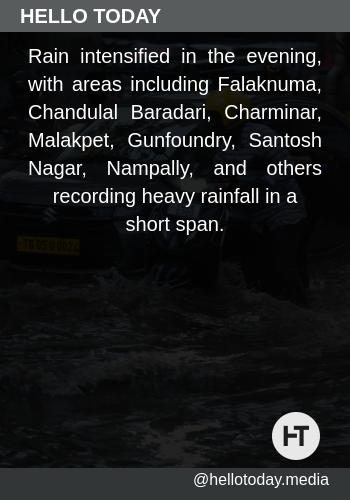 HELLO TODAY
Rain intensified in the evening,
with areas including Falaknuma,
Chandulal Baradari, Charminar,
Malakpet, Gunfoundry, Santosh
Nagar, Nampally, and others
recording heavy rainfall in a
short span.
HT
@hellotoday.media